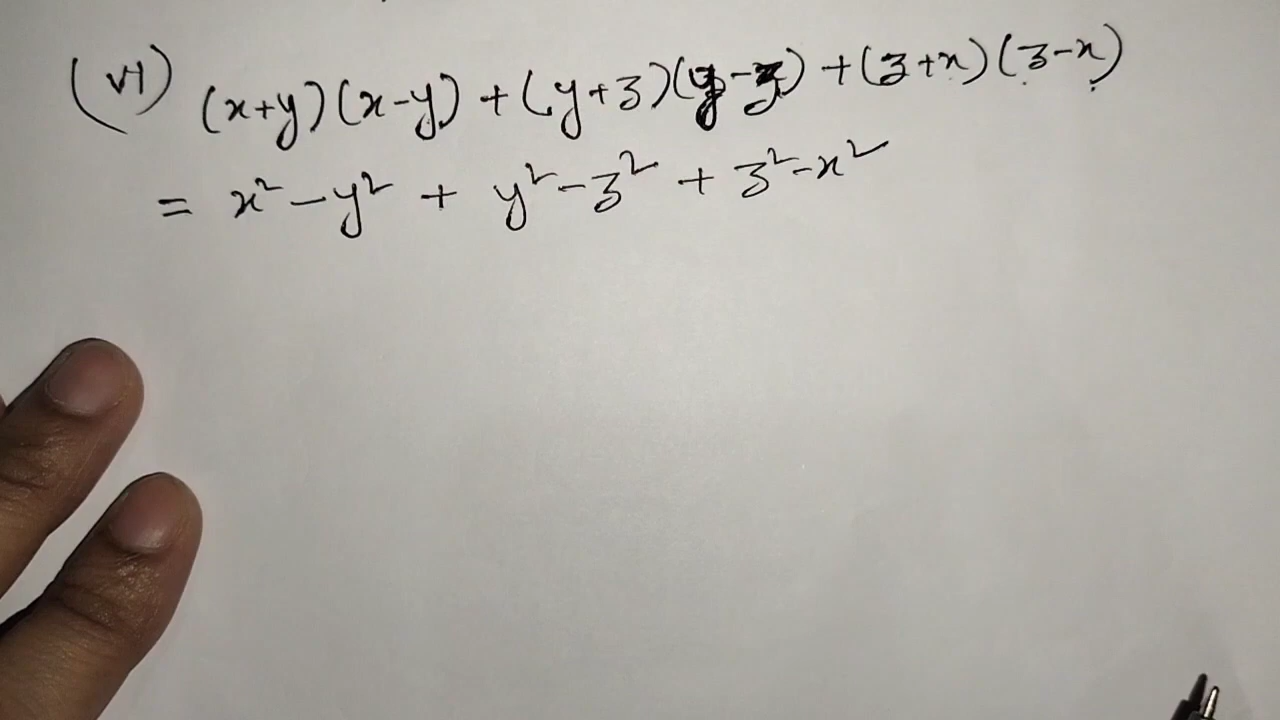 (vi) (x+y)(x-y) + (y+z)(y-z) + (z+x)(z-x)
= x² - y² + y² - z² + z² - x²